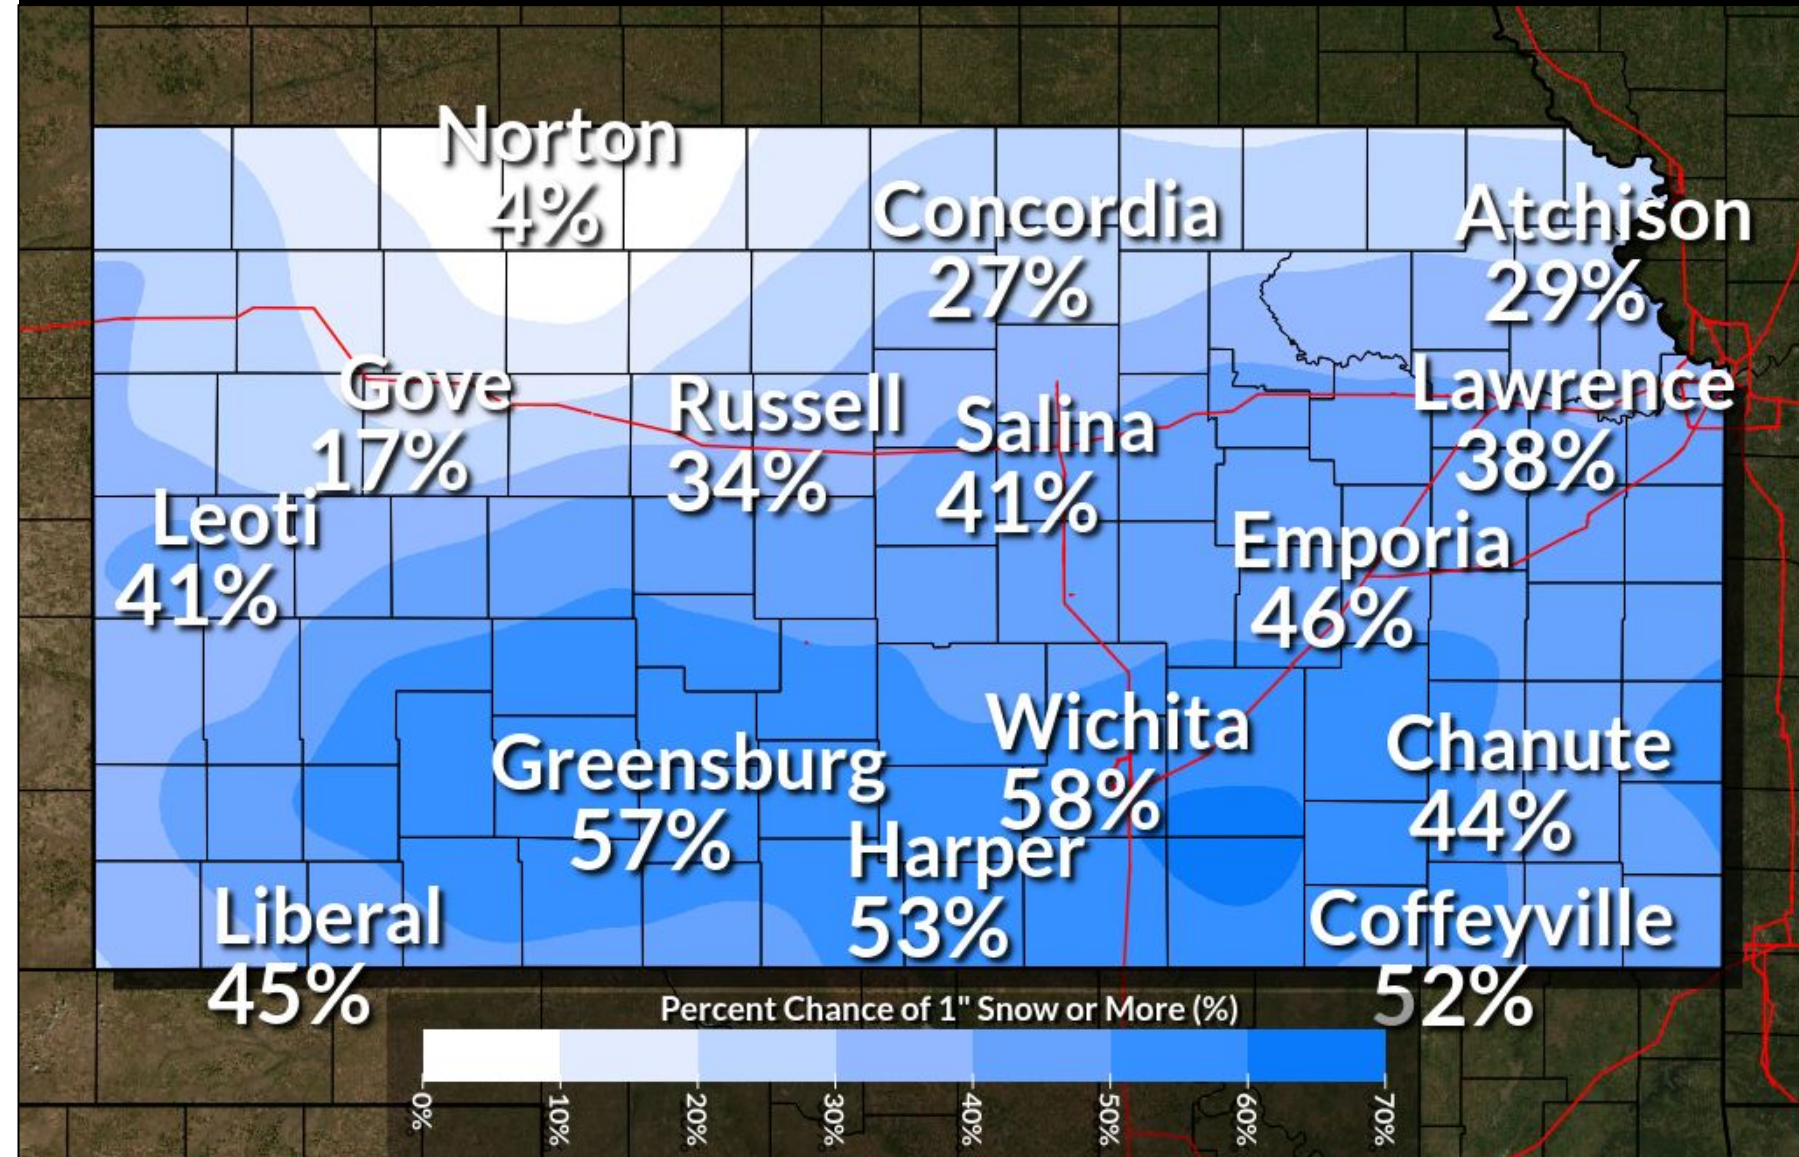 Norton
4%
Concordia
27%
Atchison
29%
Gove
17%
Russell
34%
Salina
41%
Lawrence
38%
Leoti
41%
Emporia
46%
Greensburg
57%
Wichita
58%
Chanute
44%
Harper
53%
Liberal
45%
Coffeyville
52%
Percent Chance of 1" Snow or More (%)
0%
10%
20%
30%
40%
50%
60%
70%